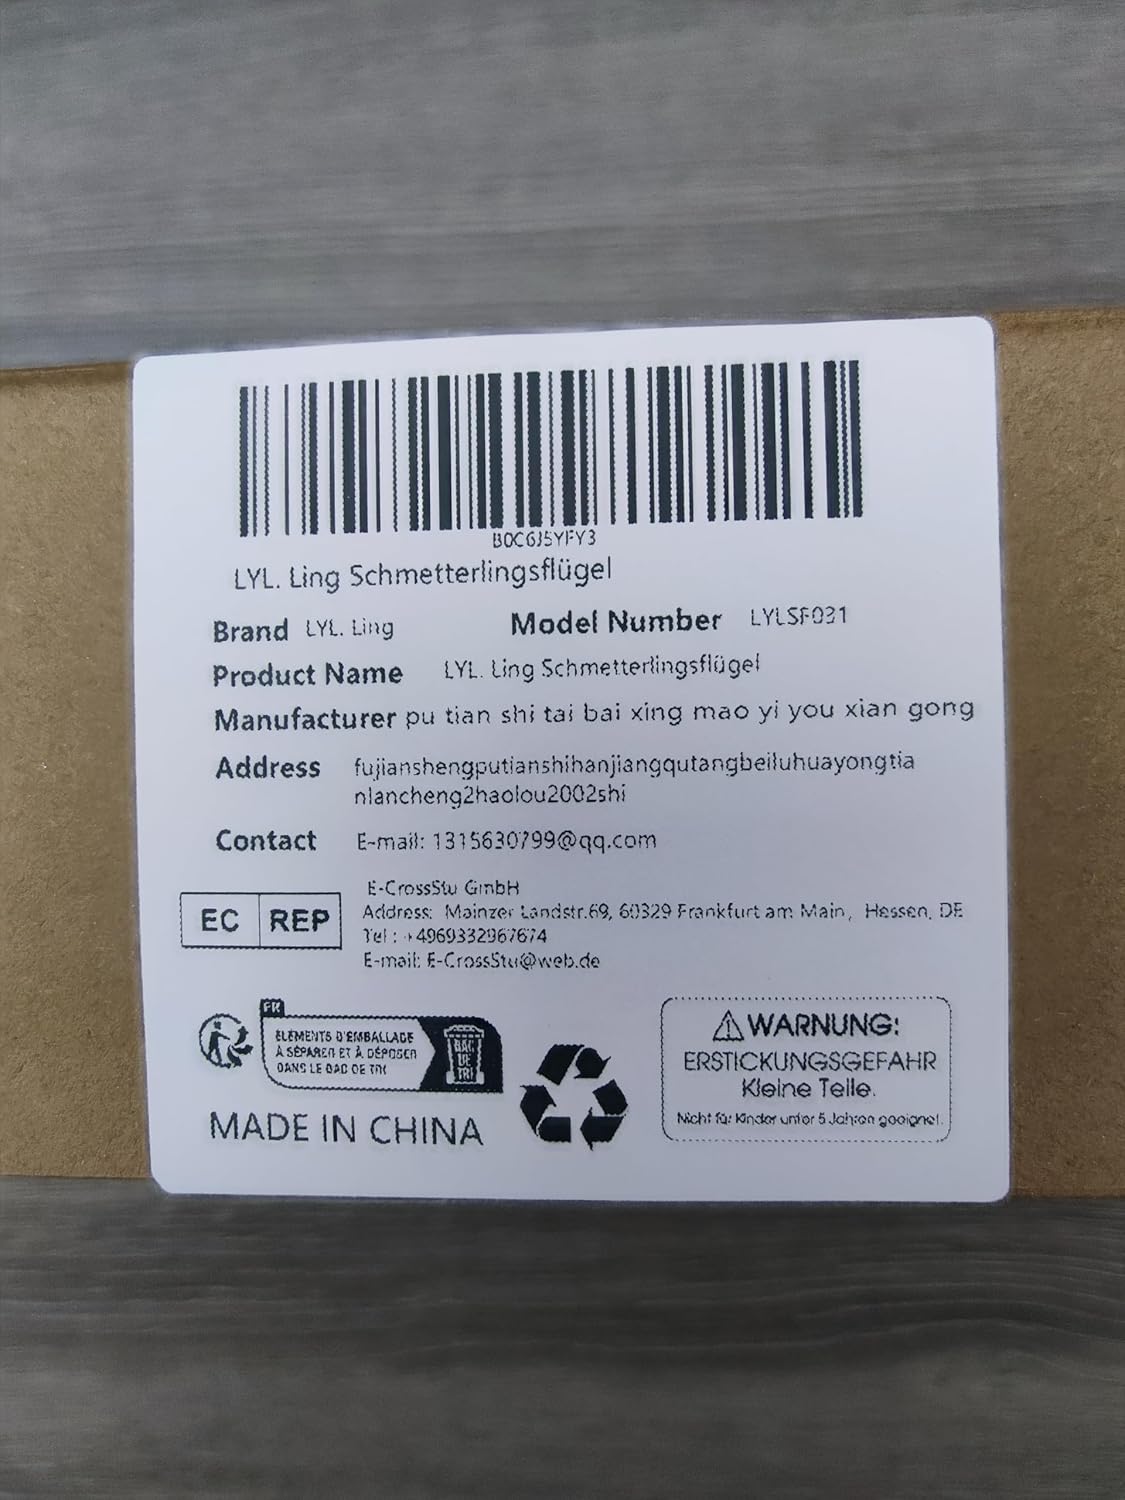 B0C6J5YFY3
LYL. Ling Schmetterlingsflügel
Brand LYL. Ling Model Number LYLSF031
Product Name LYL. Ling Schmetterlingsflügel
Manufacturer pu tian shi tai bai xing mao yi you xian gong
Address fujianshengputianshihanjiangqutangbeiluhuayongtia
nlancheng2haolou2002shi
Contact E-mail: 1315630799@qq.com
EC REP
E-CrossStu GmbH
Address: Mainzer Landstr.69, 60329 Frankfurt am Main, Hessen, DE
Tel: +4969332967674
E-mail: E-CrossStu@web.de
FR
ÉLÉMENTS D'EMBALLAGE
À SÉPARER ET À DÉPOSER
DANS LE BAC DE TRI
BAC
DE
TRI
MADE IN CHINA
WARNUNG:
ERSTICKUNGSGEFAHR
Kleine Teile.
Nicht für Kinder unter 5 Jahren geeignet.